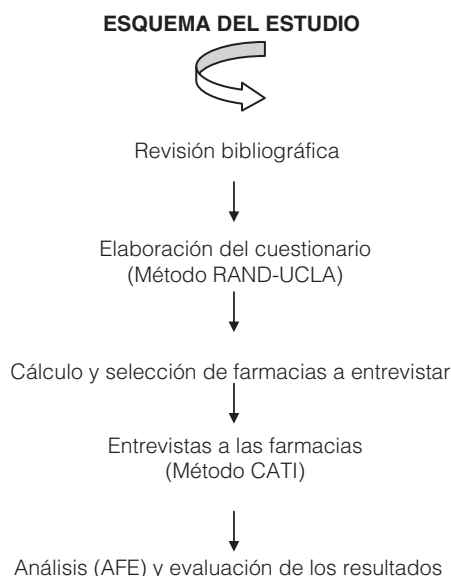 ESQUEMA DEL ESTUDIO
Revisión bibliográfica
Elaboración del cuestionario
(Método RAND-UCLA)
Cálculo y selección de farmacias a entrevistar
Entrevistas a las farmacias
(Método CATI)
Análisis (AFE) y evaluación de los resultados